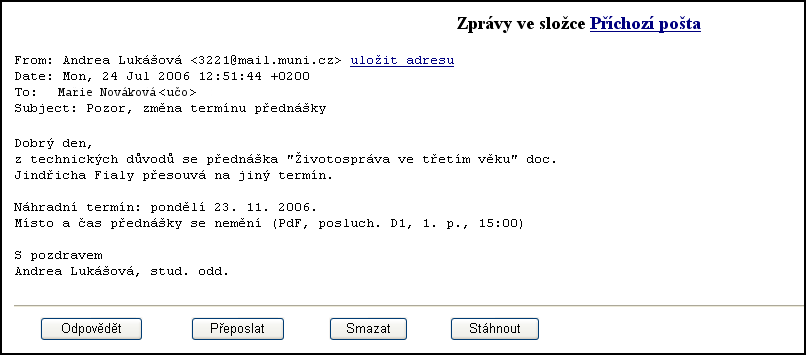 Zprávy ve složce Příchozí pošta
From: Andrea Lukášová <3221@mail.muni.cz> uložit adresu
Date: Mon, 24 Jul 2006 12:51:44 +0200
To: Marie Nováková<učo>
Subject: Pozor, změna termínu přednášky
Dobrý den,
z technických důvodů se přednáška "Životospráva ve třetím věku" doc.
Jindřicha Fialy přesouvá na jiný termín.
Náhradní termín: pondělí 23. 11. 2006.
Místo a čas přednášky se nemění (PdF, posluch. D1, 1. p., 15:00)
S pozdravem
Andrea Lukášová, stud. odd.
Odpovědět Přeposlat Smazat Stáhnout